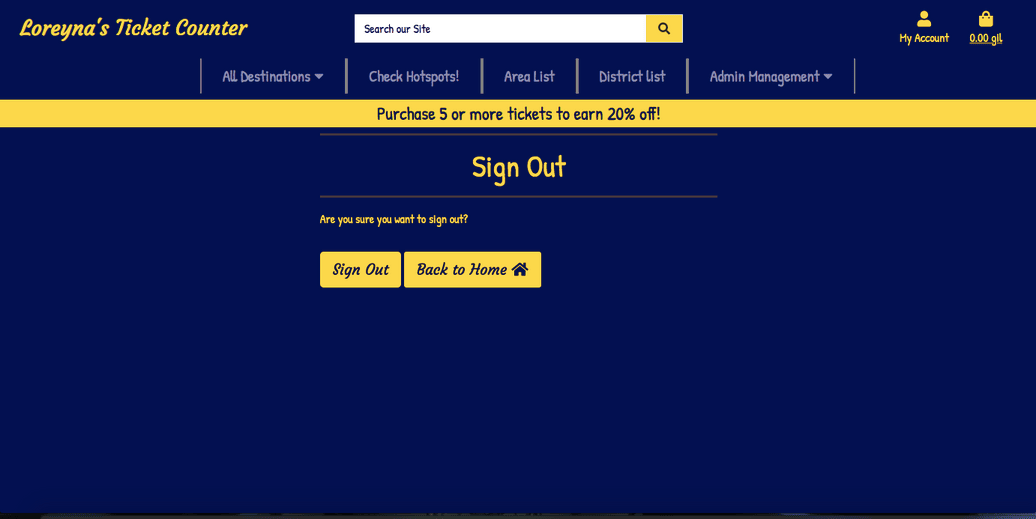 Loreyna's Ticket Counter
Search our Site
My Account
0.00 gil
All Destinations
Check Hotspots!
Area List
District list
Admin Management
Purchase 5 or more tickets to earn 20% off!
Sign Out
Are you sure you want to sign out?
Sign Out
Back to Home